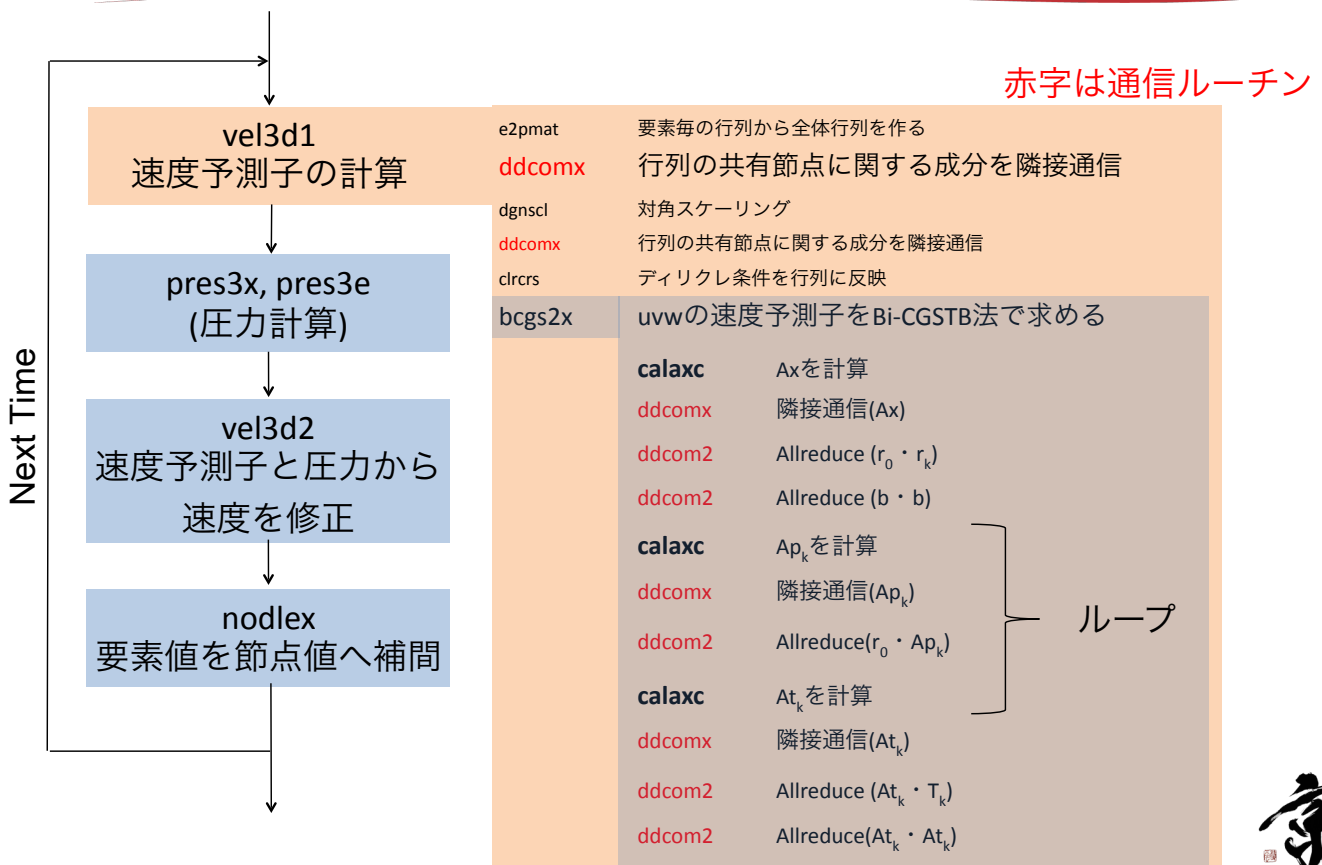 赤字は通信ルーチン
Next Time
vel3d1
速度予測子の計算
pres3x, pres3e
(圧力計算)
vel3d2
速度予測子と圧力から
速度を修正
nodlex
要素値を節点値へ補間
e2pmat 要素毎の行列から全体行列を作る
ddcomx 行列の共有節点に関する成分を隣接通信
dgnscl 対角スケーリング
ddcomx 行列の共有節点に関する成分を隣接通信
clrcrs ディリクレ条件を行列に反映
bcgs2x uvwの速度予測子をBi-CGSTB法で求める
calaxc Axを計算
ddcomx 隣接通信(Ax)
ddcom2 Allreduce (r0・rk)
ddcom2 Allreduce (b・b)
calaxc Apkを計算
ddcomx 隣接通信(Apk)
ddcom2 Allreduce(r0・Apk)
calaxc Atkを計算
ddcomx 隣接通信(Atk)
ddcom2 Allreduce (Atk・Tk)
ddcom2 Allreduce(Atk・Atk)
ループ